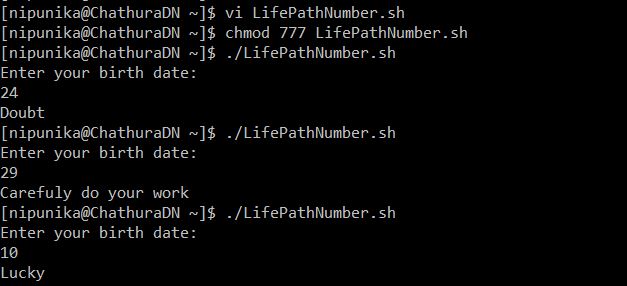 [nipunika@ChathuraDN ~]$ vi LifePathNumber.sh
[nipunika@ChathuraDN ~]$ chmod 777 LifePathNumber.sh
[nipunika@ChathuraDN ~]$ ./LifePathNumber.sh
Enter your birth date:
24
Doubt
[nipunika@ChathuraDN ~]$ ./LifePathNumber.sh
Enter your birth date:
29
Carefuly do your work
[nipunika@ChathuraDN ~]$ ./LifePathNumber.sh
Enter your birth date:
10
Lucky